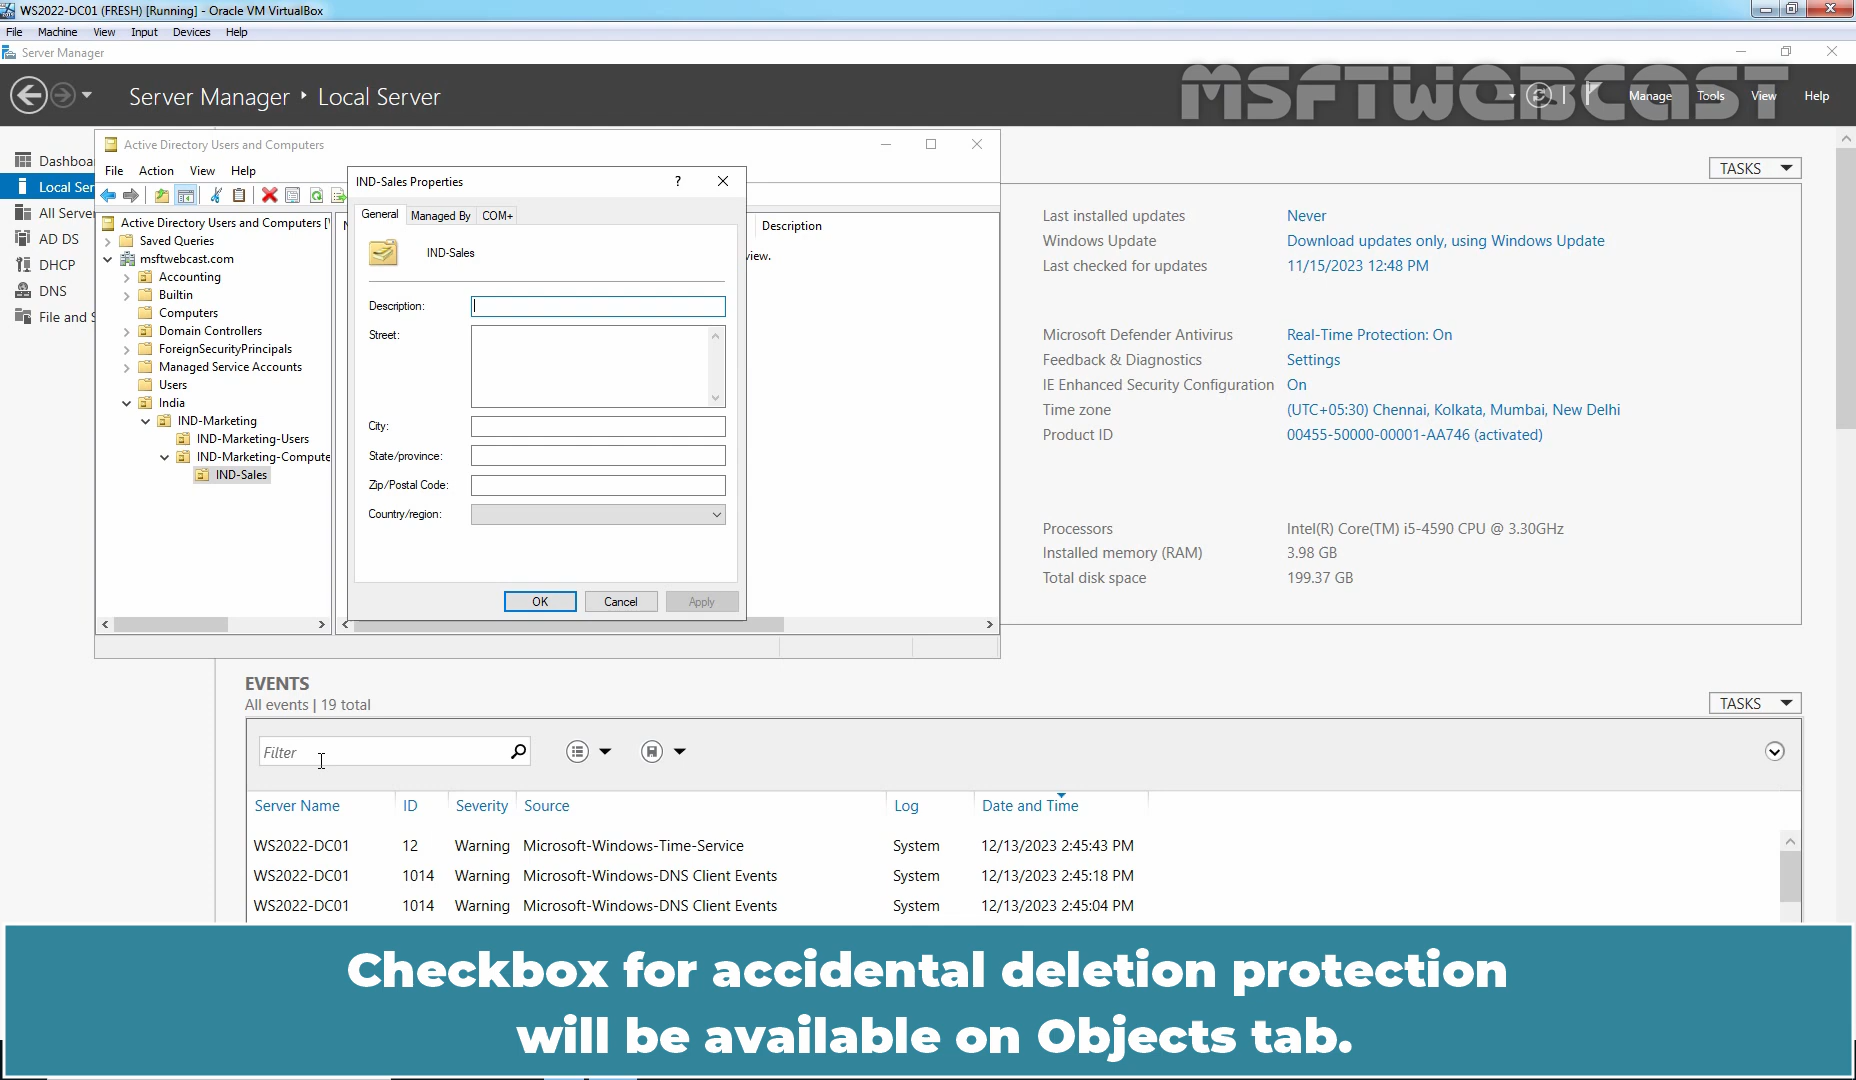 WS2022-DC01 (FRESH) [Running] - Oracle VM VirtualBox
File Machine View Input Devices Help
Server Manager
Server Manager ‣ Local Server
MSFTWEBCAST
Manage Tools View Help
Dashboa
Local Ser
All Server
AD DS
DHCP
DNS
File and S
Active Directory Users and Computers
File Action View Help
Active Directory Users and Computers [
Saved Queries
msftwebcast.com
Accounting
Builtin
Computers
Domain Controllers
ForeignSecurityPrincipals
Managed Service Accounts
Users
India
IND-Marketing
IND-Marketing-Users
IND-Marketing-Compute
IND-Sales
Description
view.
IND-Sales Properties ?
General Managed By COM+
IND-Sales
Description:
Street:
City:
State/province:
Zip/Postal Code:
Country/region:
OK Cancel Apply
TASKS
Last installed updates Never
Windows Update Download updates only, using Windows Update
Last checked for updates 11/15/2023 12:48 PM
Microsoft Defender Antivirus Real-Time Protection: On
Feedback & Diagnostics Settings
IE Enhanced Security Configuration On
Time zone (UTC+05:30) Chennai, Kolkata, Mumbai, New Delhi
Product ID 00455-50000-00001-AA746 (activated)
Processors Intel(R) Core(TM) i5-4590 CPU @ 3.30GHz
Installed memory (RAM) 3.98 GB
Total disk space 199.37 GB
EVENTS
All events | 19 total
TASKS
Filter
Server Name ID Severity Source Log Date and Time
WS2022-DC01 12 Warning Microsoft-Windows-Time-Service System 12/13/2023 2:45:43 PM
WS2022-DC01 1014 Warning Microsoft-Windows-DNS Client Events System 12/13/2023 2:45:18 PM
WS2022-DC01 1014 Warning Microsoft-Windows-DNS Client Events System 12/13/2023 2:45:04 PM
Checkbox for accidental deletion protection
will be available on Objects tab.